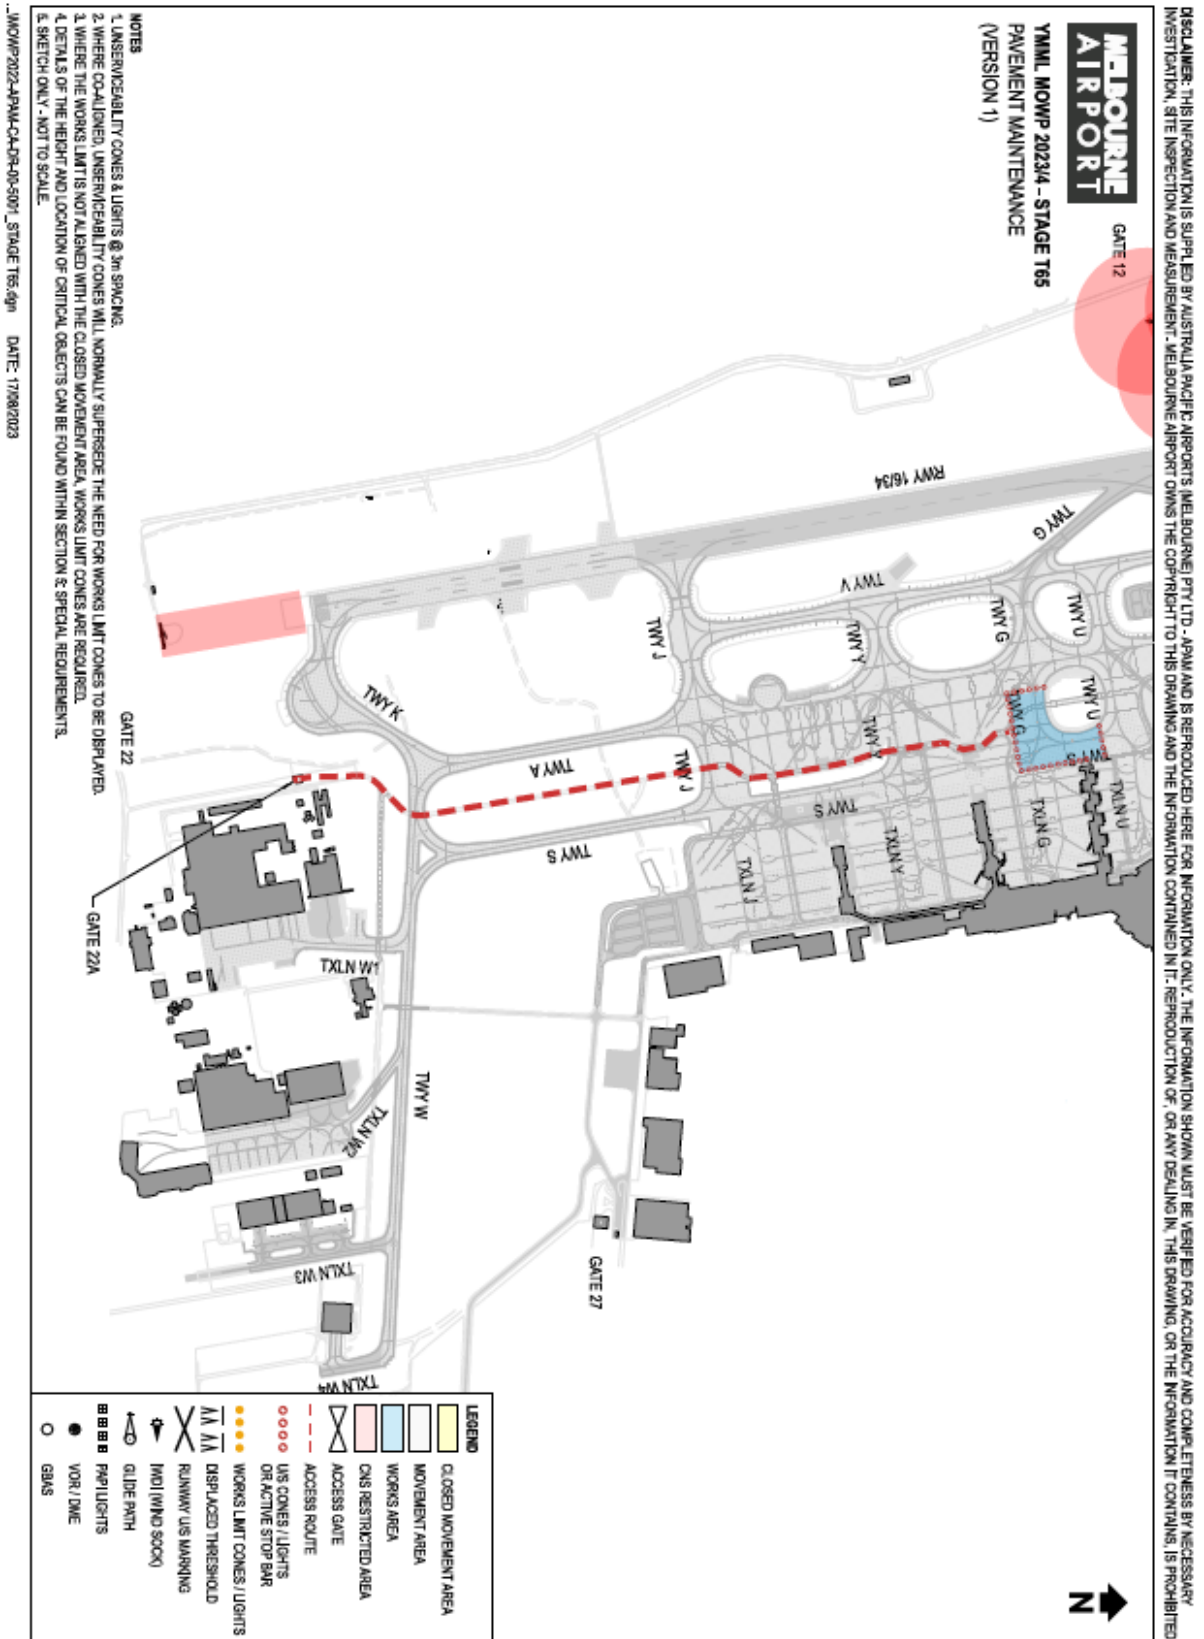 DISCLAIMER: THIS INFORMATION IS SUPPLIED BY AUSTRALIA PACIFIC AIRPORTS (MELBOURNE) PTY LTD - APAM AND IS REPRODUCED HERE FOR INFORMATION ONLY. THE INFORMATION SHOWN MUST BE VERIFIED FOR ACCURACY AND COMPLETENESS BY NECESSARY
INVESTIGATION, SITE INSPECTION AND MEASUREMENT. MELBOURNE AIRPORT OWNS THE COPYRIGHT TO THIS DRAWING AND THE INFORMATION CONTAINED IN IT. REPRODUCTION OF, OR ANY DEALING IN, THIS DRAWING, OR THE INFORMATION IT CONTAINS, IS PROHIBITED
MELBOURNE
AIRPORT
YMML MOWP 2023/4 - STAGE T65
PAVEMENT MAINTENANCE
(VERSION 1)
GATE 12
N
RWY 16/34
TWY G
TWY V
TWY U
TWY G
TWY Y
TWY J
TWY U
TWY G
TWY S
TWY Y
TWY K
TWY A
TWY J
TWY S
TWY S
TXLN U
TXLN G
TXLN Y
TXLN J
GATE 22
GATE 22A
TXLN W1
TWY W
TXLN W2
TXLN W3
TXLN W4
GATE 27
LEGEND
CLOSED MOVEMENT AREA
MOVEMENT AREA
WORKS AREA
CNS RESTRICTED AREA
ACCESS GATE
ACCESS ROUTE
U/S CONES / LIGHTS
OR ACTIVE STOP BAR
WORKS LIMIT CONES / LIGHTS
DISPLACED THRESHOLD
RUNWAY U/S MARKING
IWDI (WIND SOCK)
GLIDE PATH
PAPI LIGHTS
VOR / DME
GBAS
NOTES
1. UNSERVICEABILITY CONES & LIGHTS @ 3m SPACING.
2. WHERE CO-ALIGNED, UNSERVICEABILITY CONES WILL NORMALLY SUPERSEDE THE NEED FOR WORKS LIMIT CONES TO BE DISPLAYED.
3. WHERE THE WORKS LIMIT IS NOT ALIGNED WITH THE CLOSED MOVEMENT AREA, WORKS LIMIT CONES ARE REQUIRED.
4. DETAILS OF THE HEIGHT AND LOCATION OF CRITICAL OBJECTS CAN BE FOUND WITHIN SECTION 5: SPECIAL REQUIREMENTS.
5. SKETCH ONLY - NOT TO SCALE.
...\MOWP2022-APAM-CA-DR-00-5001_STAGE T65.dgn DATE: 17/08/2023